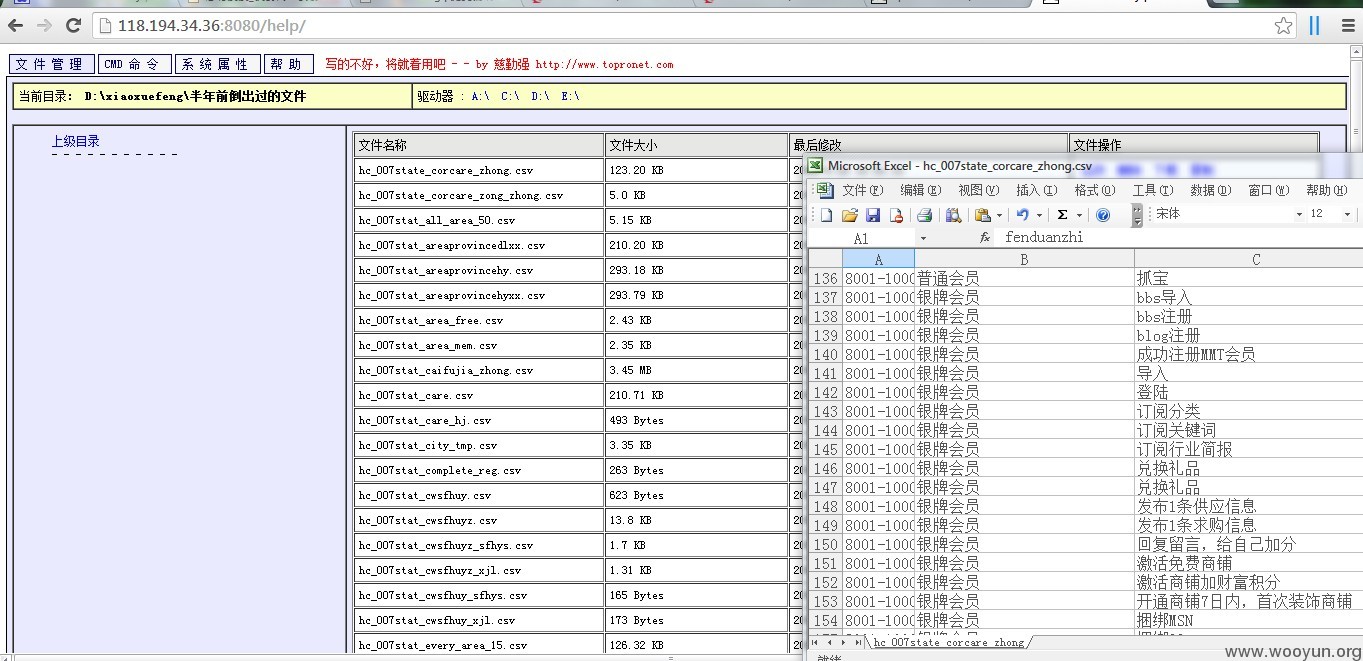 118.194.34.36:8080/help/
文件管理 CMD 命令 系统属性 帮助 写的不好，将就着用吧 - - by 慈勤强 http://www.topronet.com
当前目录: D:\xiaoxuefeng\半年前倒出过的文件 驱动器 : A:\ C:\ D:\ E:\
上级目录
文件名称 文件大小 最后修改 文件操作
hc_007state_corcare_zhong.csv 123.20 KB 20
hc_007state_corcare_zong_zhong.csv 5.0 KB 20
hc_007stat_all_area_50.csv 5.15 KB 20
hc_007stat_areaprovincedlxx.csv 210.20 KB 20
hc_007stat_areaprovincehy.csv 293.18 KB 20
hc_007stat_areaprovincehyxx.csv 293.79 KB 20
hc_007stat_area_free.csv 2.43 KB 20
hc_007stat_area_mem.csv 2.35 KB 20
hc_007stat_caifujia_zhong.csv 3.45 MB 20
hc_007stat_care.csv 210.71 KB 20
hc_007stat_care_hj.csv 493 Bytes 20
hc_007stat_city_tmp.csv 3.35 KB 20
hc_007stat_complete_reg.csv 263 Bytes 20
hc_007stat_cwsfhuy.csv 623 Bytes 20
hc_007stat_cwsfhuyz.csv 13.8 KB 20
hc_007stat_cwsfhuyz_sfhys.csv 1.7 KB 20
hc_007stat_cwsfhuyz_xjl.csv 1.31 KB 20
hc_007stat_cwsfhuy_sfhys.csv 165 Bytes 20
hc_007stat_cwsfhuy_xjl.csv 173 Bytes 20
hc_007stat_every_area_15.csv 126.32 KB 20
Microsoft Excel - hc_007state_corcare_zhong.csv
文件(F) 编辑(E) 视图(V) 插入(I) 格式(O) 工具(T) 数据(D) 窗口(W) 帮助(H)
宋体 12
A1 fx fenduanzhi
A B C
136 8001-1000 普通会员 抓宝
137 8001-1000 银牌会员 bbs导入
138 8001-1000 银牌会员 bbs注册
139 8001-1000 银牌会员 blog注册
140 8001-1000 银牌会员 成功注册MMT会员
141 8001-1000 银牌会员 导入
142 8001-1000 银牌会员 登陆
143 8001-1000 银牌会员 订阅分类
144 8001-1000 银牌会员 订阅关键词
145 8001-1000 银牌会员 订阅行业简报
146 8001-1000 银牌会员 兑换礼品
147 8001-1000 银牌会员 兑换礼品
148 8001-1000 银牌会员 发布1条供应信息
149 8001-1000 银牌会员 发布1条求购信息
150 8001-1000 银牌会员 回复留言，给自己加分
151 8001-1000 银牌会员 激活免费商铺
152 8001-1000 银牌会员 激活商铺加财富积分
153 8001-1000 银牌会员 开通商铺7日内，首次装饰商铺
154 8001-1000 银牌会员 捆绑MSN
hc_007state_corcare_zhong
就绪
www.wooyun.org